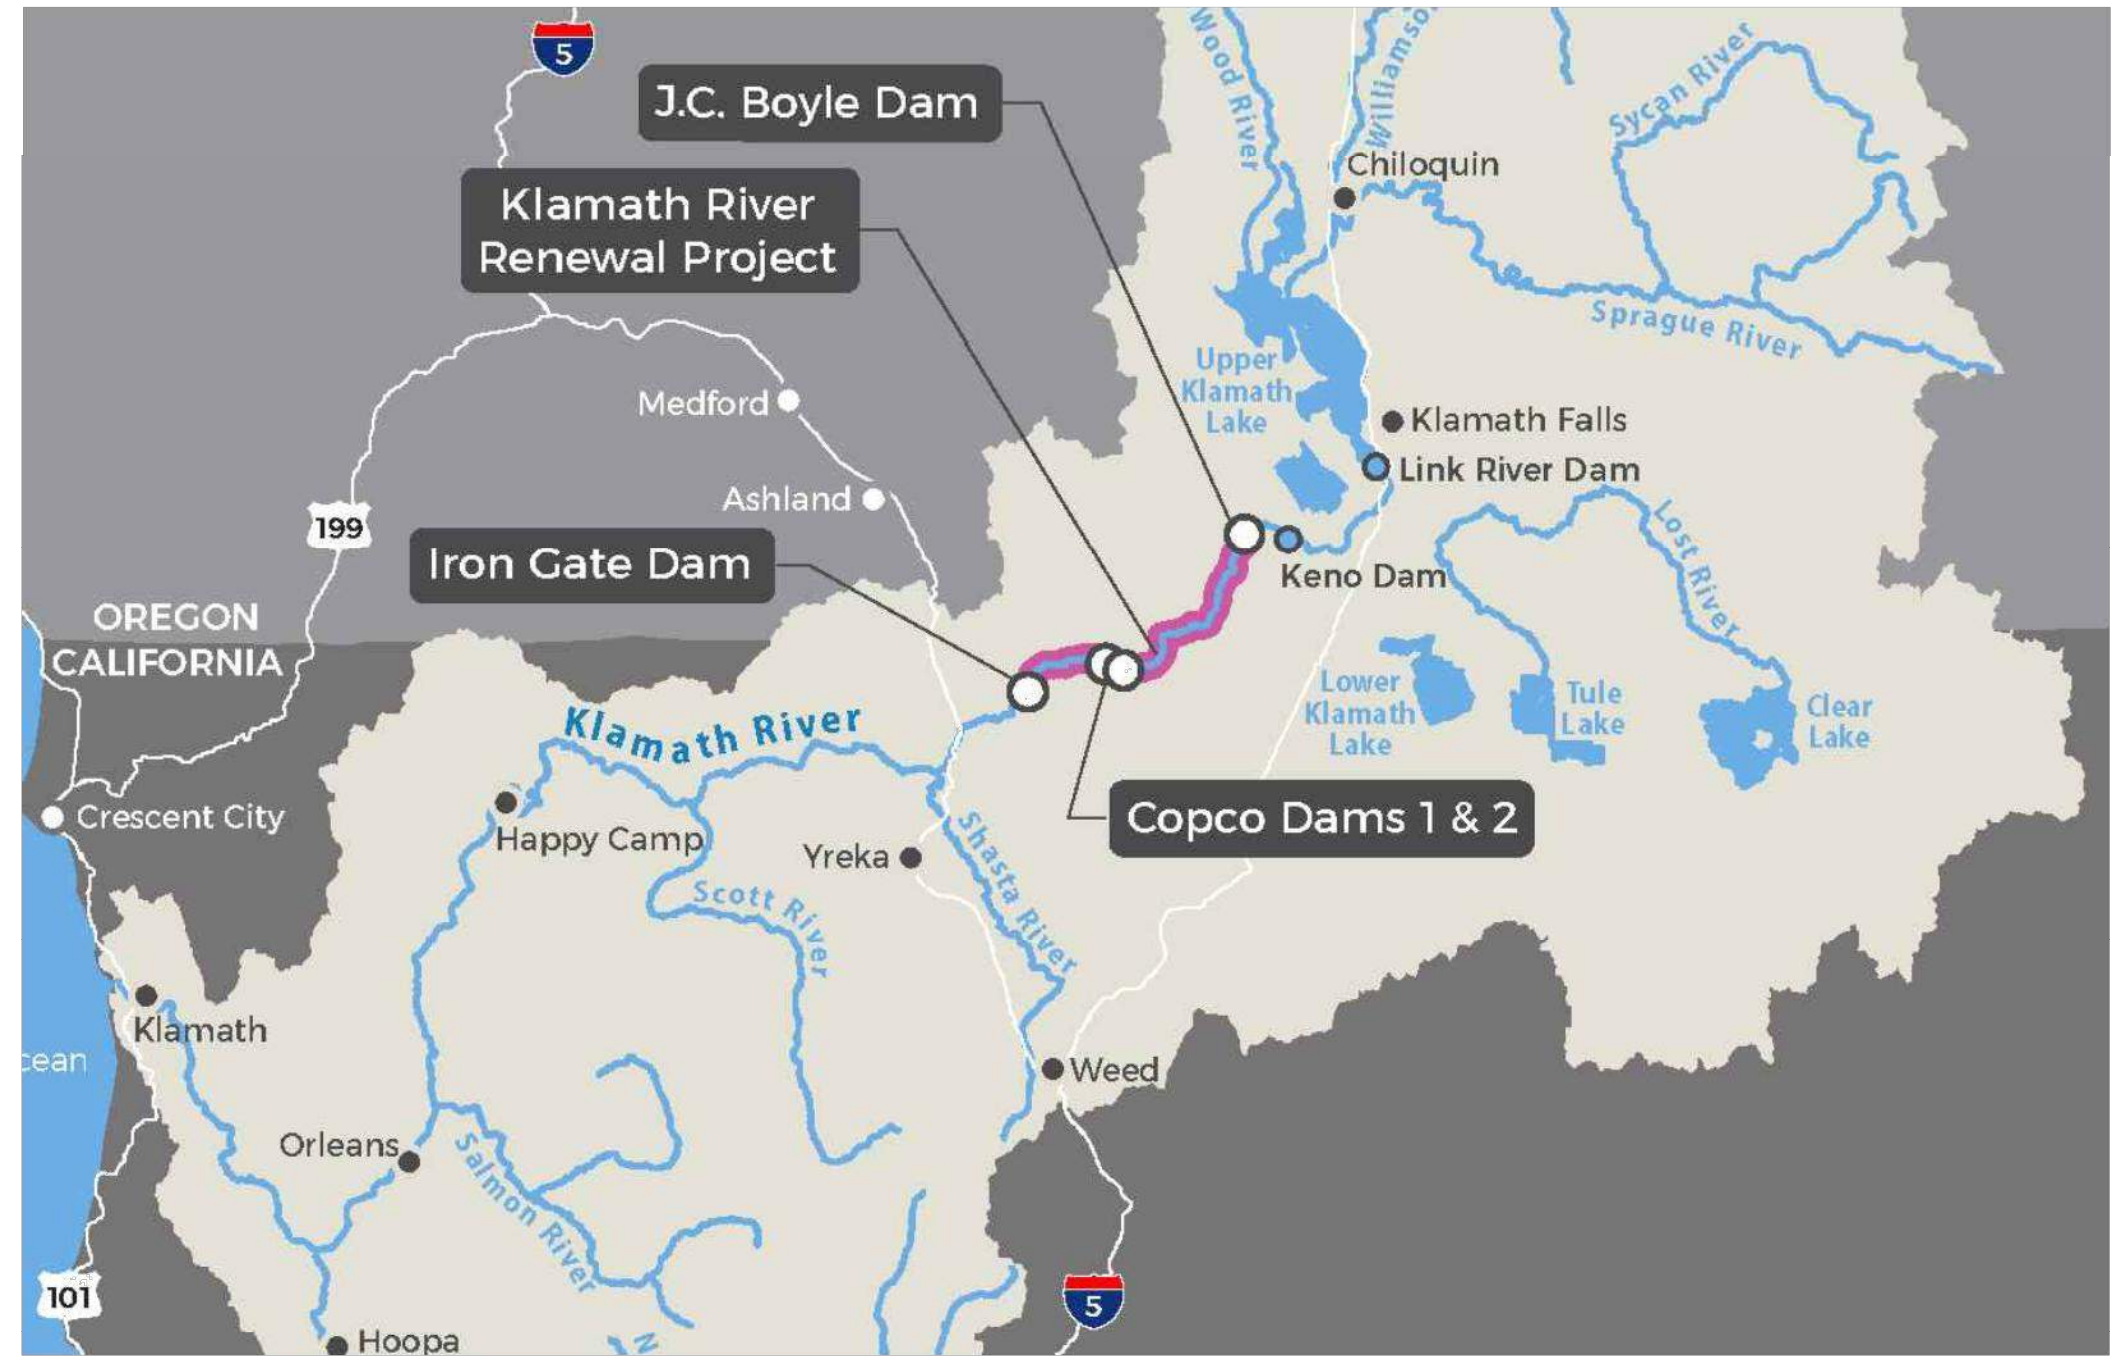 5
Wood River
Sycan River
J.C. Boyle Dam
Chiloquin
Klamath River
Renewal Project
Sprague River
Upper
Klamath
Lake
Medford
Klamath Falls
Link River Dam
Ashland
199
Iron Gate Dam
Lost River
Keno Dam
OREGON
CALIFORNIA
Lower
Klamath
Lake
Tule
Lake
Clear
Lake
Klamath River
Crescent City
Copco Dams 1 & 2
Happy Camp
Yreka
Shasta River
Scott River
Klamath
Weed
Orleans
Salmon River
101
5
Hoopa
N